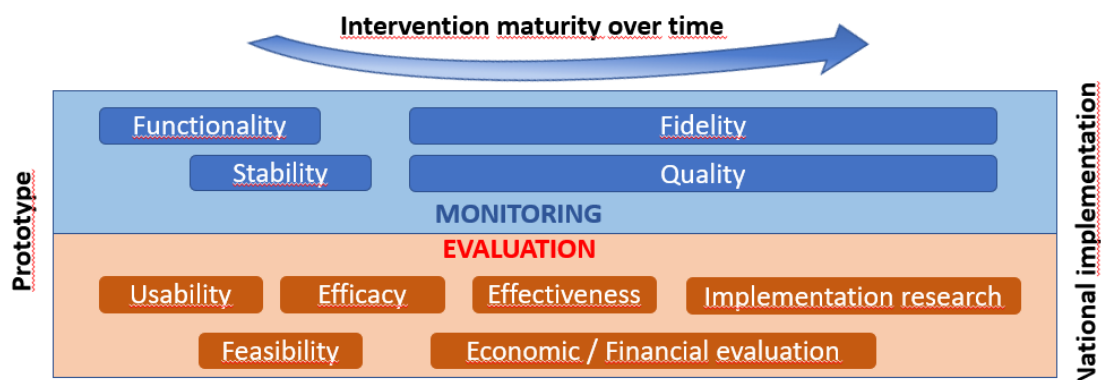 Intervention maturity over time
Prototype
Functionality
Fidelity
Stability
Quality
MONITORING
EVALUATION
Usability
Efficacy
Effectiveness
Implementation research
Feasibility
Economic / Financial evaluation
National implementation